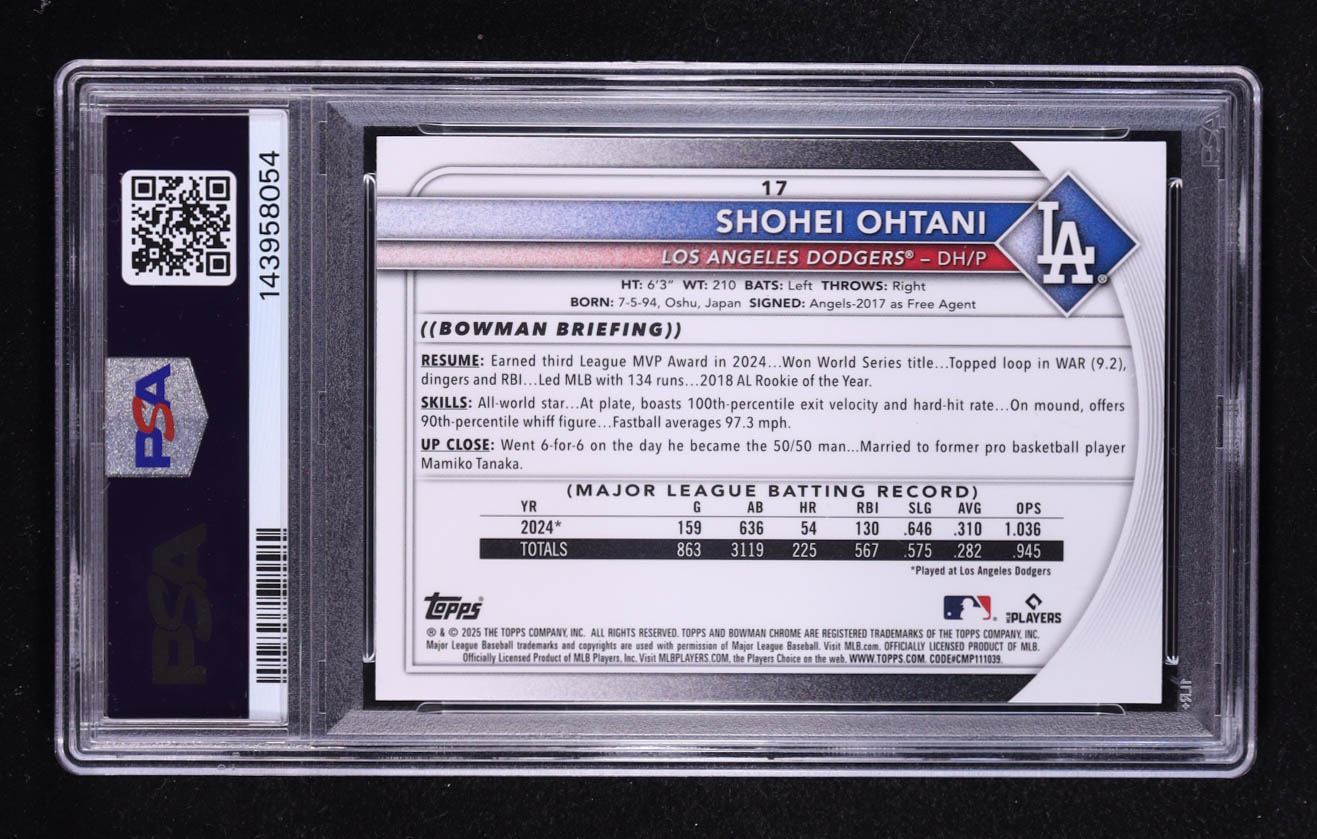 143958054
PSA
PSA
PSA
17
SHOHEI OHTANI
LOS ANGELES DODGERS® – DH/P
LA ®
HT: 6'3" WT: 210 BATS: Left THROWS: Right
BORN: 7-5-94, Oshu, Japan SIGNED: Angels-2017 as Free Agent
((BOWMAN BRIEFING))
RESUME: Earned third League MVP Award in 2024...Won World Series title...Topped loop in WAR (9.2),
dingers and RBI...Led MLB with 134 runs...2018 AL Rookie of the Year.
SKILLS: All-world star...At plate, boasts 100th-percentile exit velocity and hard-hit rate...On mound, offers
90th-percentile whiff figure...Fastball averages 97.3 mph.
UP CLOSE: Went 6-for-6 on the day he became the 50/50 man...Married to former pro basketball player
Mamiko Tanaka.
(MAJOR LEAGUE BATTING RECORD)
YR G AB HR RBI SLG AVG OPS
2024* 159 636 54 130 .646 .310 1.036
TOTALS 863 3119 225 567 .575 .282 .945
*Played at Los Angeles Dodgers
Topps®
MLB PLAYERS
® & © 2025 THE TOPPS COMPANY, INC. ALL RIGHTS RESERVED. TOPPS AND BOWMAN CHROME ARE REGISTERED TRADEMARKS OF THE TOPPS COMPANY, INC.
Major League Baseball trademarks and copyrights are used with permission of Major League Baseball. Visit MLB.com. OFFICIALLY LICENSED PRODUCT OF MLB.
Officially Licensed Product of MLB Players, Inc. Visit MLBPLAYERS.COM, the Players Choice on the web. WWW.TOPPS.COM. CODE#CMP111039.